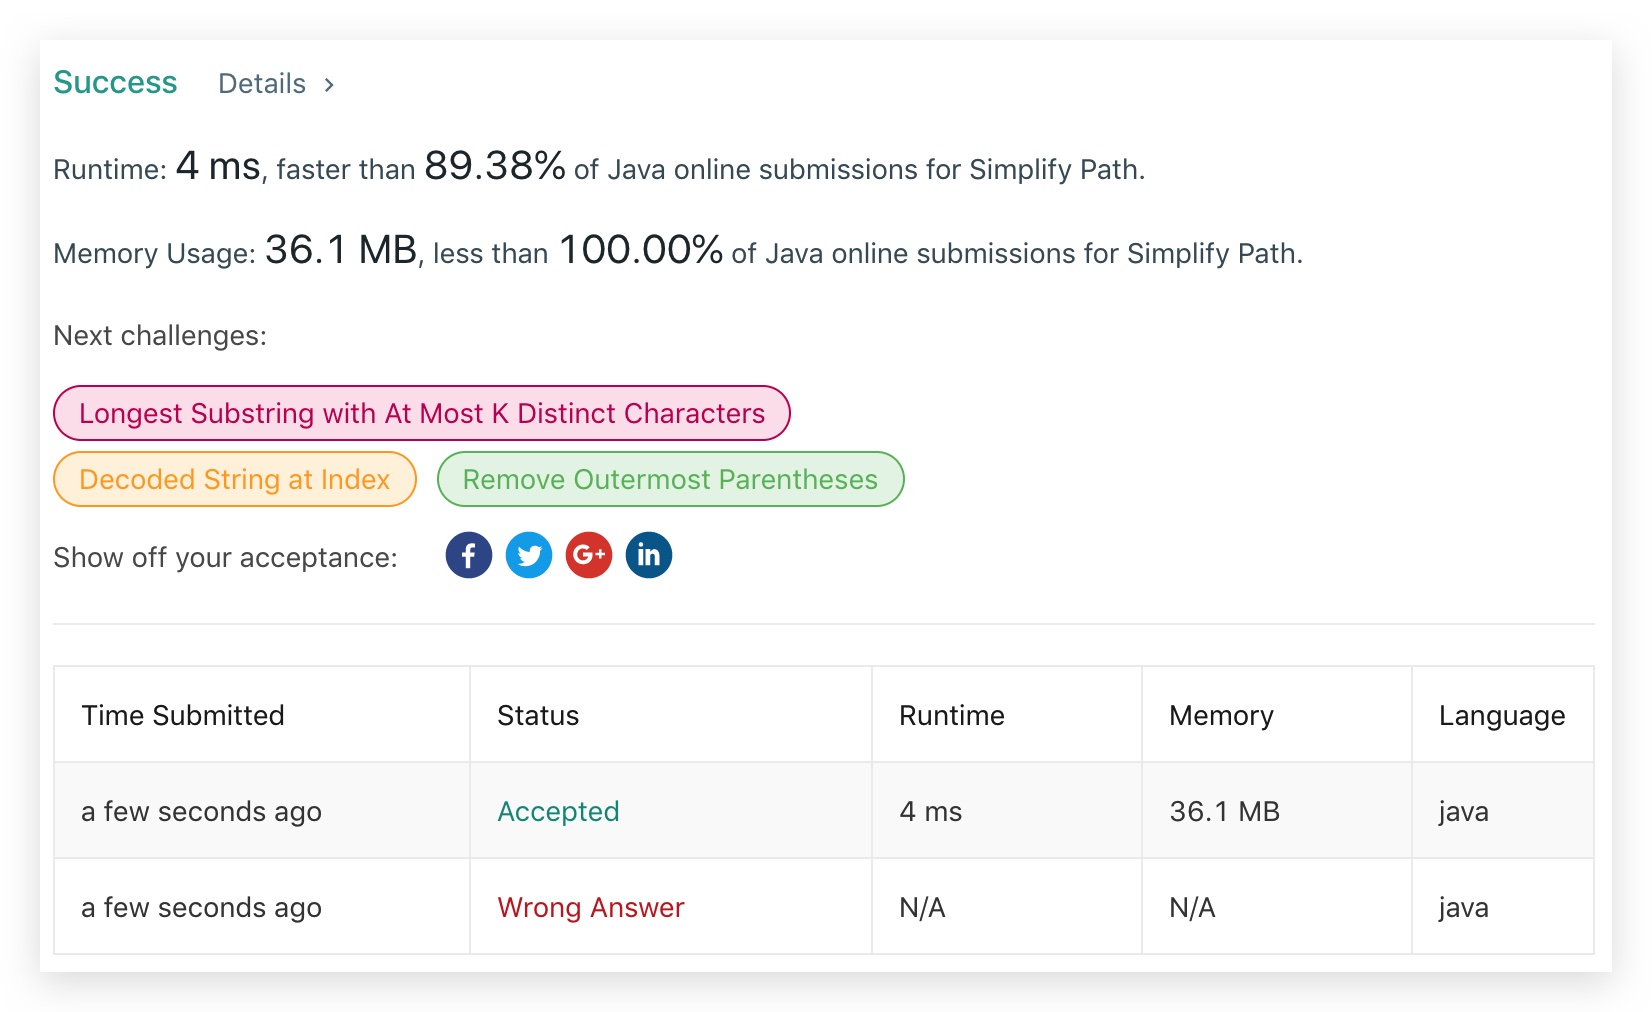 Success Details >
Runtime: 4 ms, faster than 89.38% of Java online submissions for Simplify Path.
Memory Usage: 36.1 MB, less than 100.00% of Java online submissions for Simplify Path.
Next challenges:
Longest Substring with At Most K Distinct Characters
Decoded String at Index Remove Outermost Parentheses
Show off your acceptance: f G+ in
Time Submitted Status Runtime Memory Language
a few seconds ago Accepted 4 ms 36.1 MB java
a few seconds ago Wrong Answer N/A N/A java